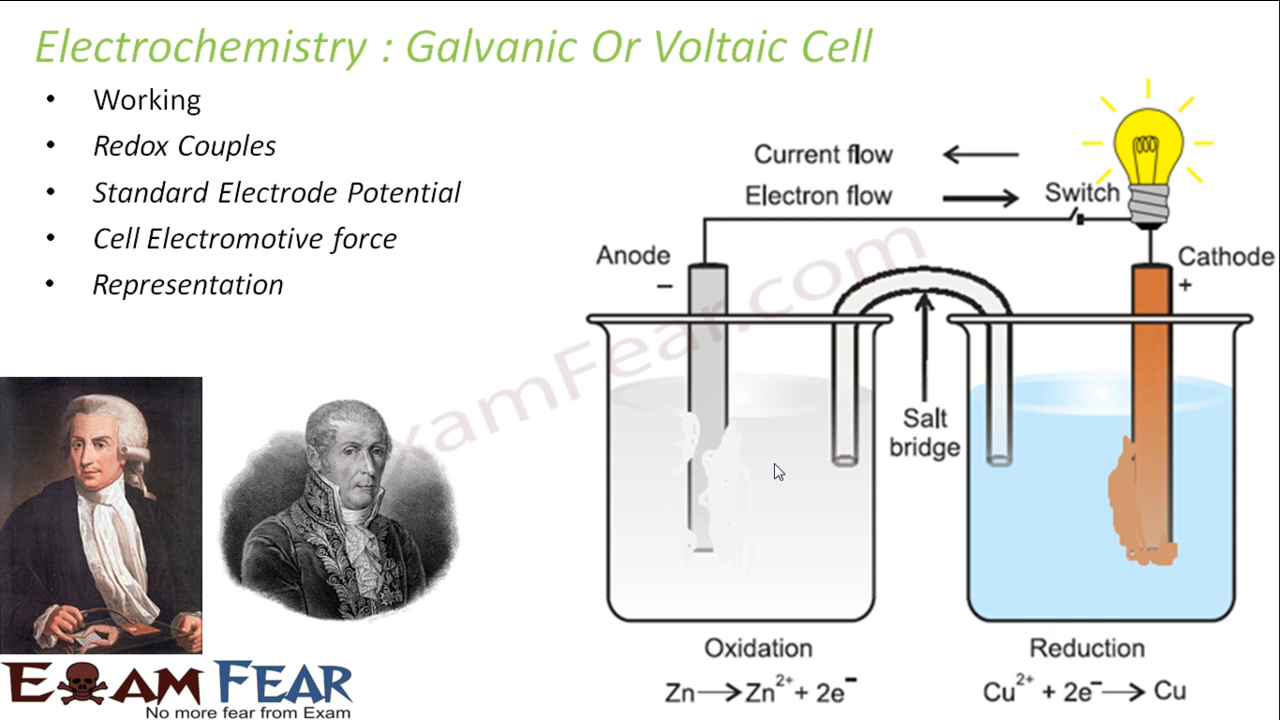 Electrochemistry : Galvanic Or Voltaic Cell
• Working
• Redox Couples
• Standard Electrode Potential
• Cell Electromotive force
• Representation
Current flow
Electron flow
Switch
Anode
−
Cathode
+
Salt
bridge
xamFear.com
Oxidation
Zn→Zn²⁺ + 2e⁻
Reduction
Cu²⁺ + 2e⁻→ Cu
EXAM FEAR
No more fear from Exam